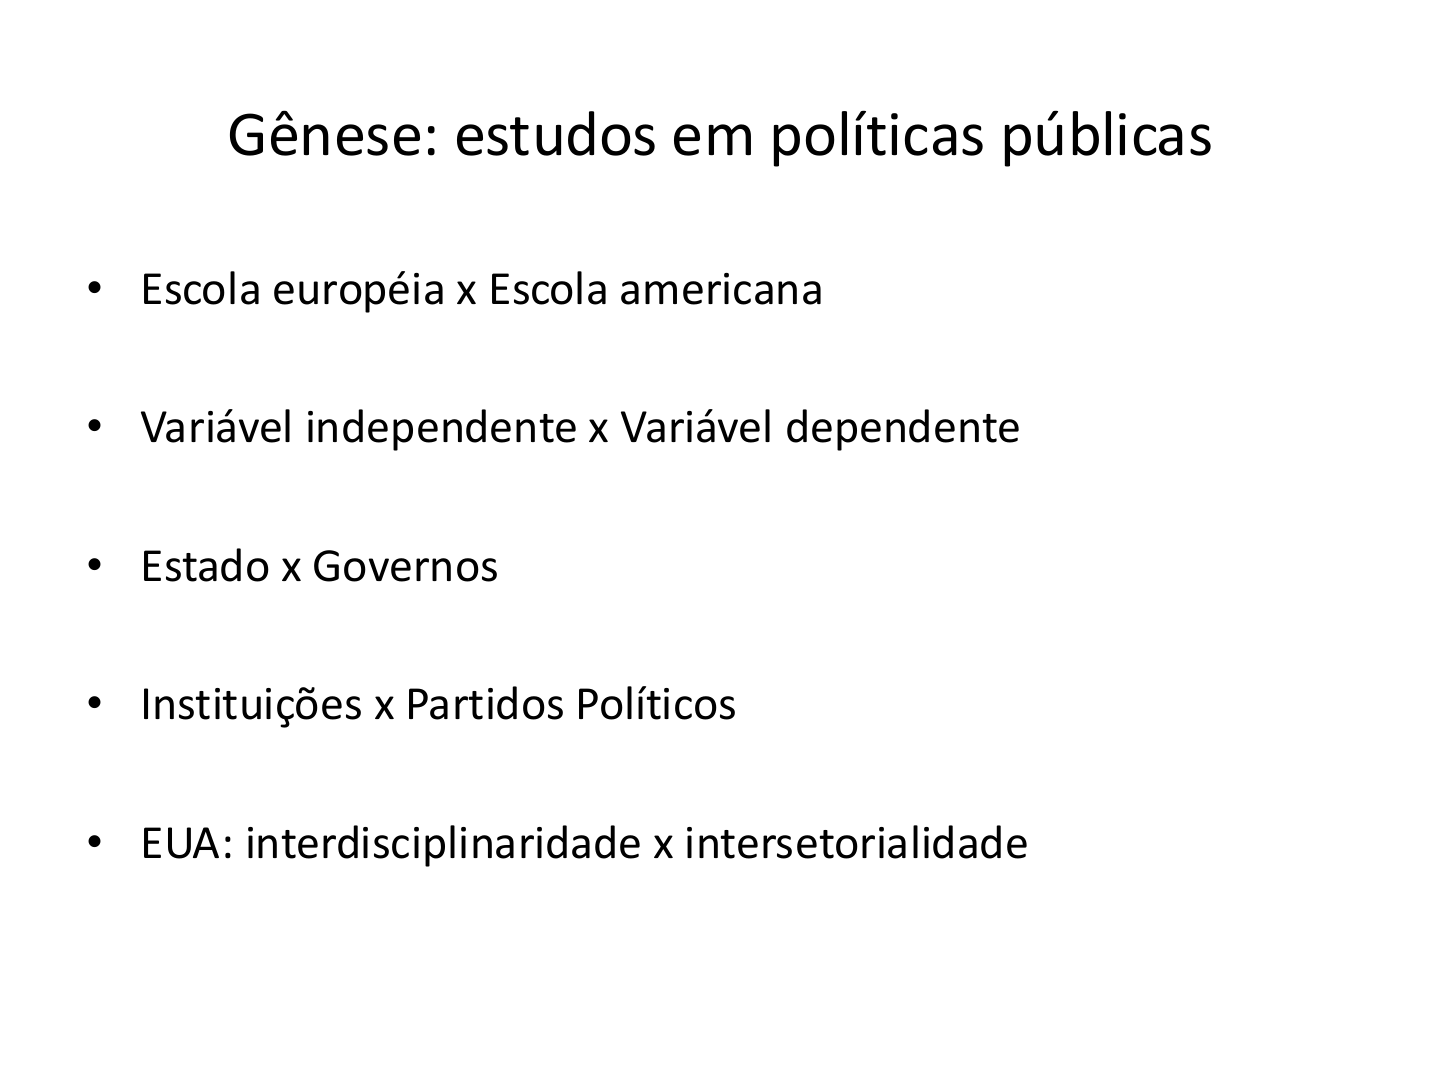 Gênese: estudos em políticas públicas
• Escola européia x Escola americana
• Variável independente x Variável dependente
• Estado x Governos
• Instituições x Partidos Políticos
• EUA: interdisciplinaridade x intersetorialidade